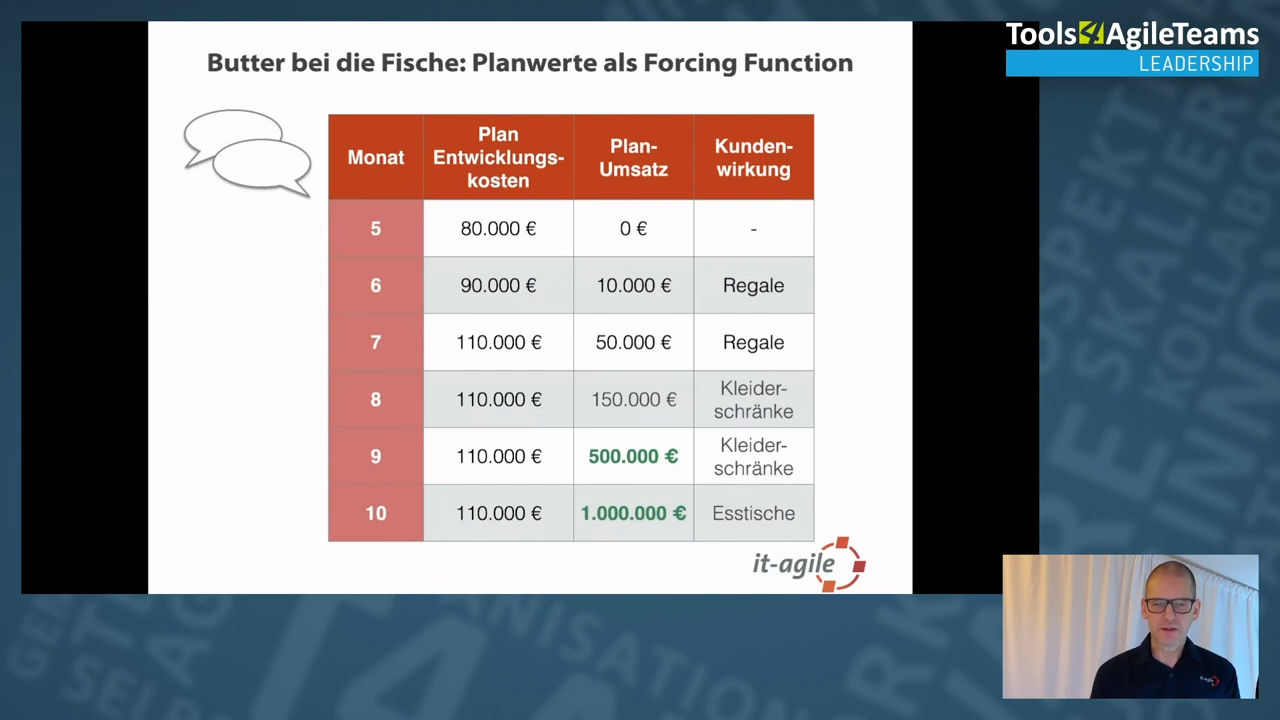 Tools4AgileTeams
LEADERSHIP
Butter bei die Fische: Planwerte als Forcing Function
Monat
Plan
Entwicklungs-
kosten
Plan-
Umsatz
Kunden-
wirkung
5
80.000 €
0 €
-
6
90.000 €
10.000 €
Regale
7
110.000 €
50.000 €
Regale
8
110.000 €
150.000 €
Kleider-
schränke
9
110.000 €
500.000 €
Kleider-
schränke
10
110.000 €
1.000.000 €
Esstische
it-agile
it-agile